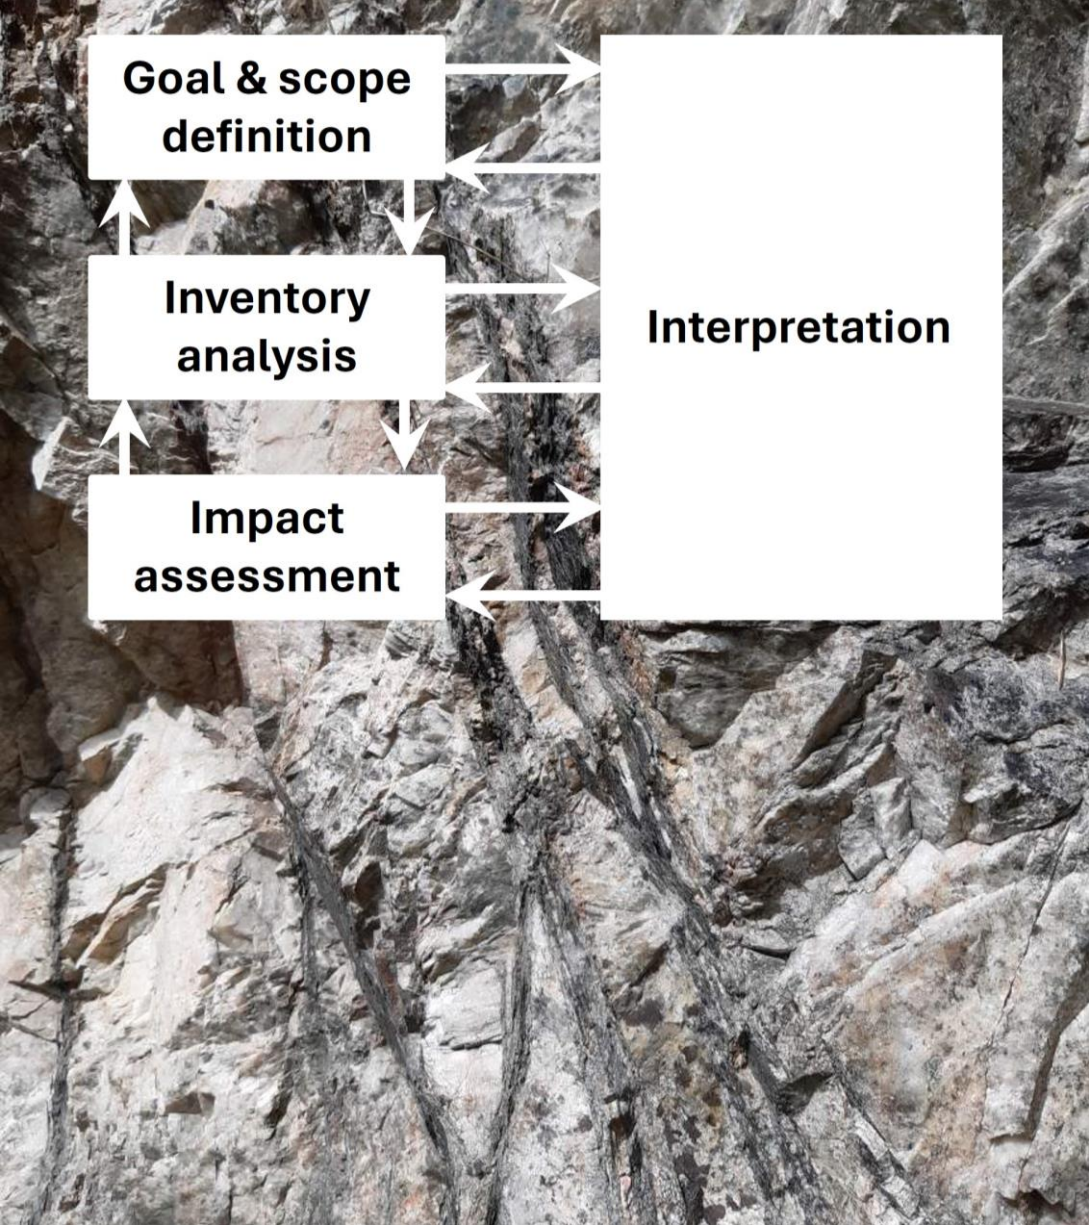 Goal & scope
definition
Inventory
analysis
Interpretation
Impact
assessment